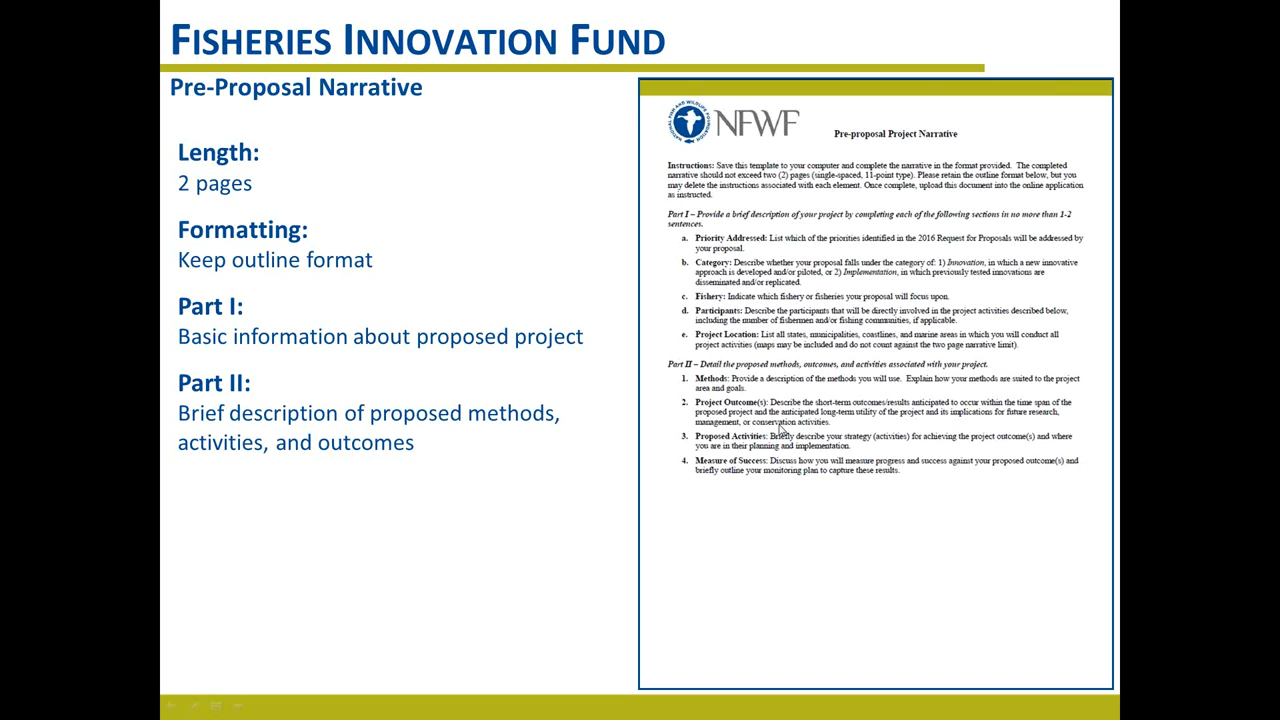 FISHERIES INNOVATION FUND
Pre-Proposal Narrative
Length:
2 pages
Formatting:
Keep outline format
Part I:
Basic information about proposed project
Part II:
Brief description of proposed methods,
activities, and outcomes
NATIONAL FISH AND WILDLIFE FOUNDATION
NFWF
Pre-proposal Project Narrative
Instructions: Save this template to your computer and complete the narrative in the format provided. The completed
narrative should not exceed two (2) pages (single-spaced, 11-point type). Please retain the outline format below, but you
may delete the instructions associated with each element. Once complete, upload this document into the online application
as instructed.
Part I – Provide a brief description of your project by completing each of the following sections in no more than 1-2
sentences.
a. Priority Addressed: List which of the priorities identified in the 2016 Request for Proposals will be addressed by
your proposal.
b. Category: Describe whether your proposal falls under the category of: 1) Innovation, in which a new innovative
approach is developed and/or piloted, or 2) Implementation, in which previously tested innovations are
disseminated and/or replicated.
c. Fishery: Indicate which fishery or fisheries your proposal will focus upon.
d. Participants: Describe the participants that will be directly involved in the project activities described below,
including the number of fishermen and/or fishing communities, if applicable.
e. Project Location: List all states, municipalities, coastlines, and marine areas in which you will conduct all
project activities (maps may be included and do not count against the two page narrative limit).
Part II – Detail the proposed methods, outcomes, and activities associated with your project.
1. Methods: Provide a description of the methods you will use. Explain how your methods are suited to the project
area and goals.
2. Project Outcome(s): Describe the short-term outcomes/results anticipated to occur within the time span of the
proposed project and the anticipated long-term utility of the project and its implications for future research,
management, or conservation activities.
3. Proposed Activities: Briefly describe your strategy (activities) for achieving the project outcome(s) and where
you are in their planning and implementation.
4. Measure of Success: Discuss how you will measure progress and success against your proposed outcome(s) and
briefly outline your monitoring plan to capture these results.